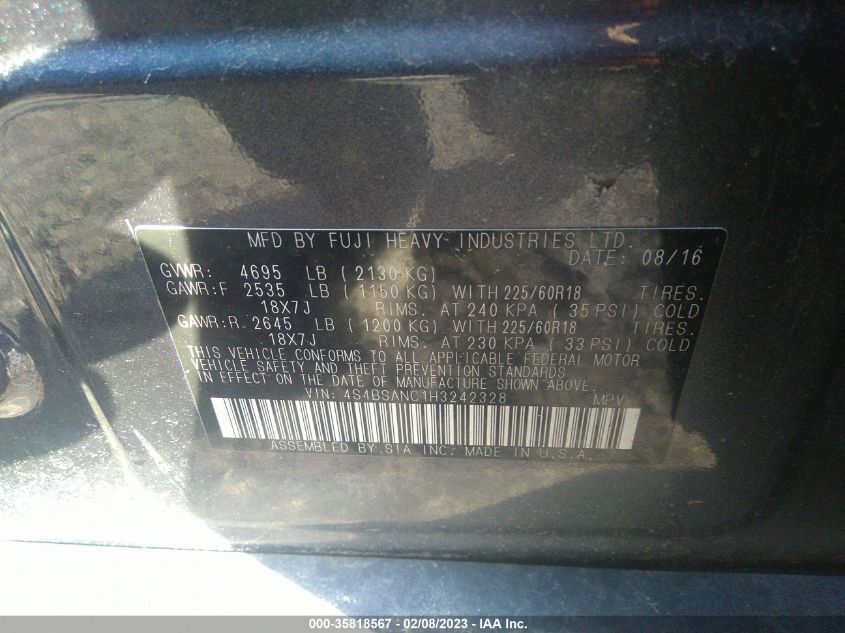 MFD BY FUJI HEAVY INDUSTRIES LTD.
DATE: 08/16
GVWR: 4695 LB (2130 KG)
GAWR:F 2535 LB (1150 KG) WITH 225/60R18 TIRES.
18X7J RIMS. AT 240 KPA (35 PSI) COLD
GAWR:R. 2645 LB (1200 KG) WITH 225/60R18 TIRES.
18X7J RIMS. AT 230 KPA (33 PSI) COLD
THIS VEHICLE CONFORMS TO ALL APPLICABLE FEDERAL MOTOR
VEHICLE SAFETY AND THEFT PREVENTION STANDARDS
IN EFFECT ON THE DATE OF MANUFACTURE SHOWN ABOVE.
VIN: 4S4BSANC1H3242328 MPV
ASSEMBLED BY SIA INC. MADE IN U.S.A.
000-35818567 - 02/08/2023 - IAA Inc.